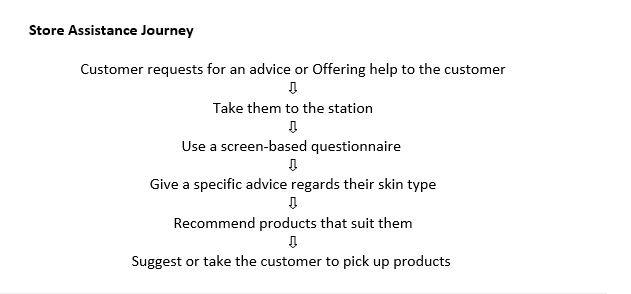 Store Assistance Journey
Customer requests for an advice or Offering help to the customer
⇩
Take them to the station
⇩
Use a screen-based questionnaire
⇩
Give a specific advice regards their skin type
⇩
Recommend products that suit them
⇩
Suggest or take the customer to pick up products